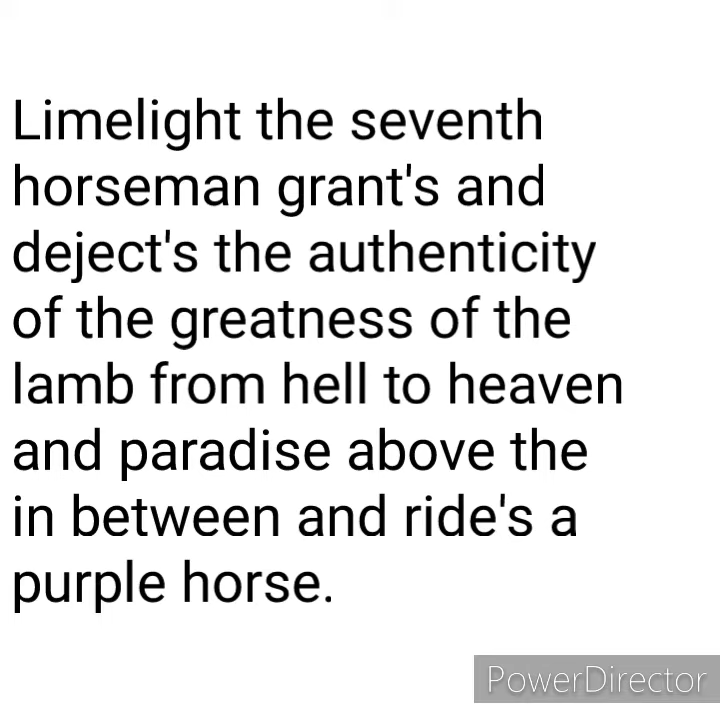 Limelight the seventh
horseman grant's and
deject's the authenticity
of the greatness of the
lamb from hell to heaven
and paradise above the
in between and ride's a
purple horse.
PowerDirector